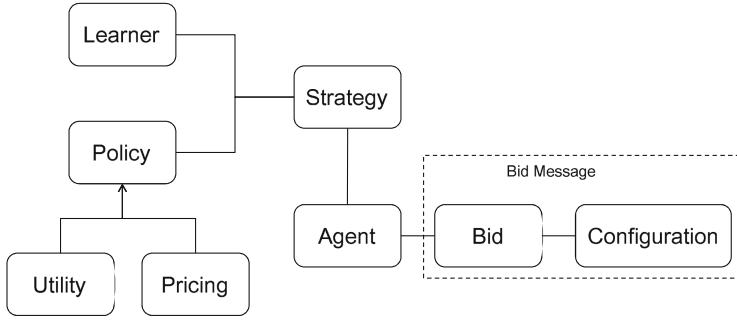 Learner
Strategy
Policy
Bid Message
Agent
Bid
Configuration
Utility
Pricing